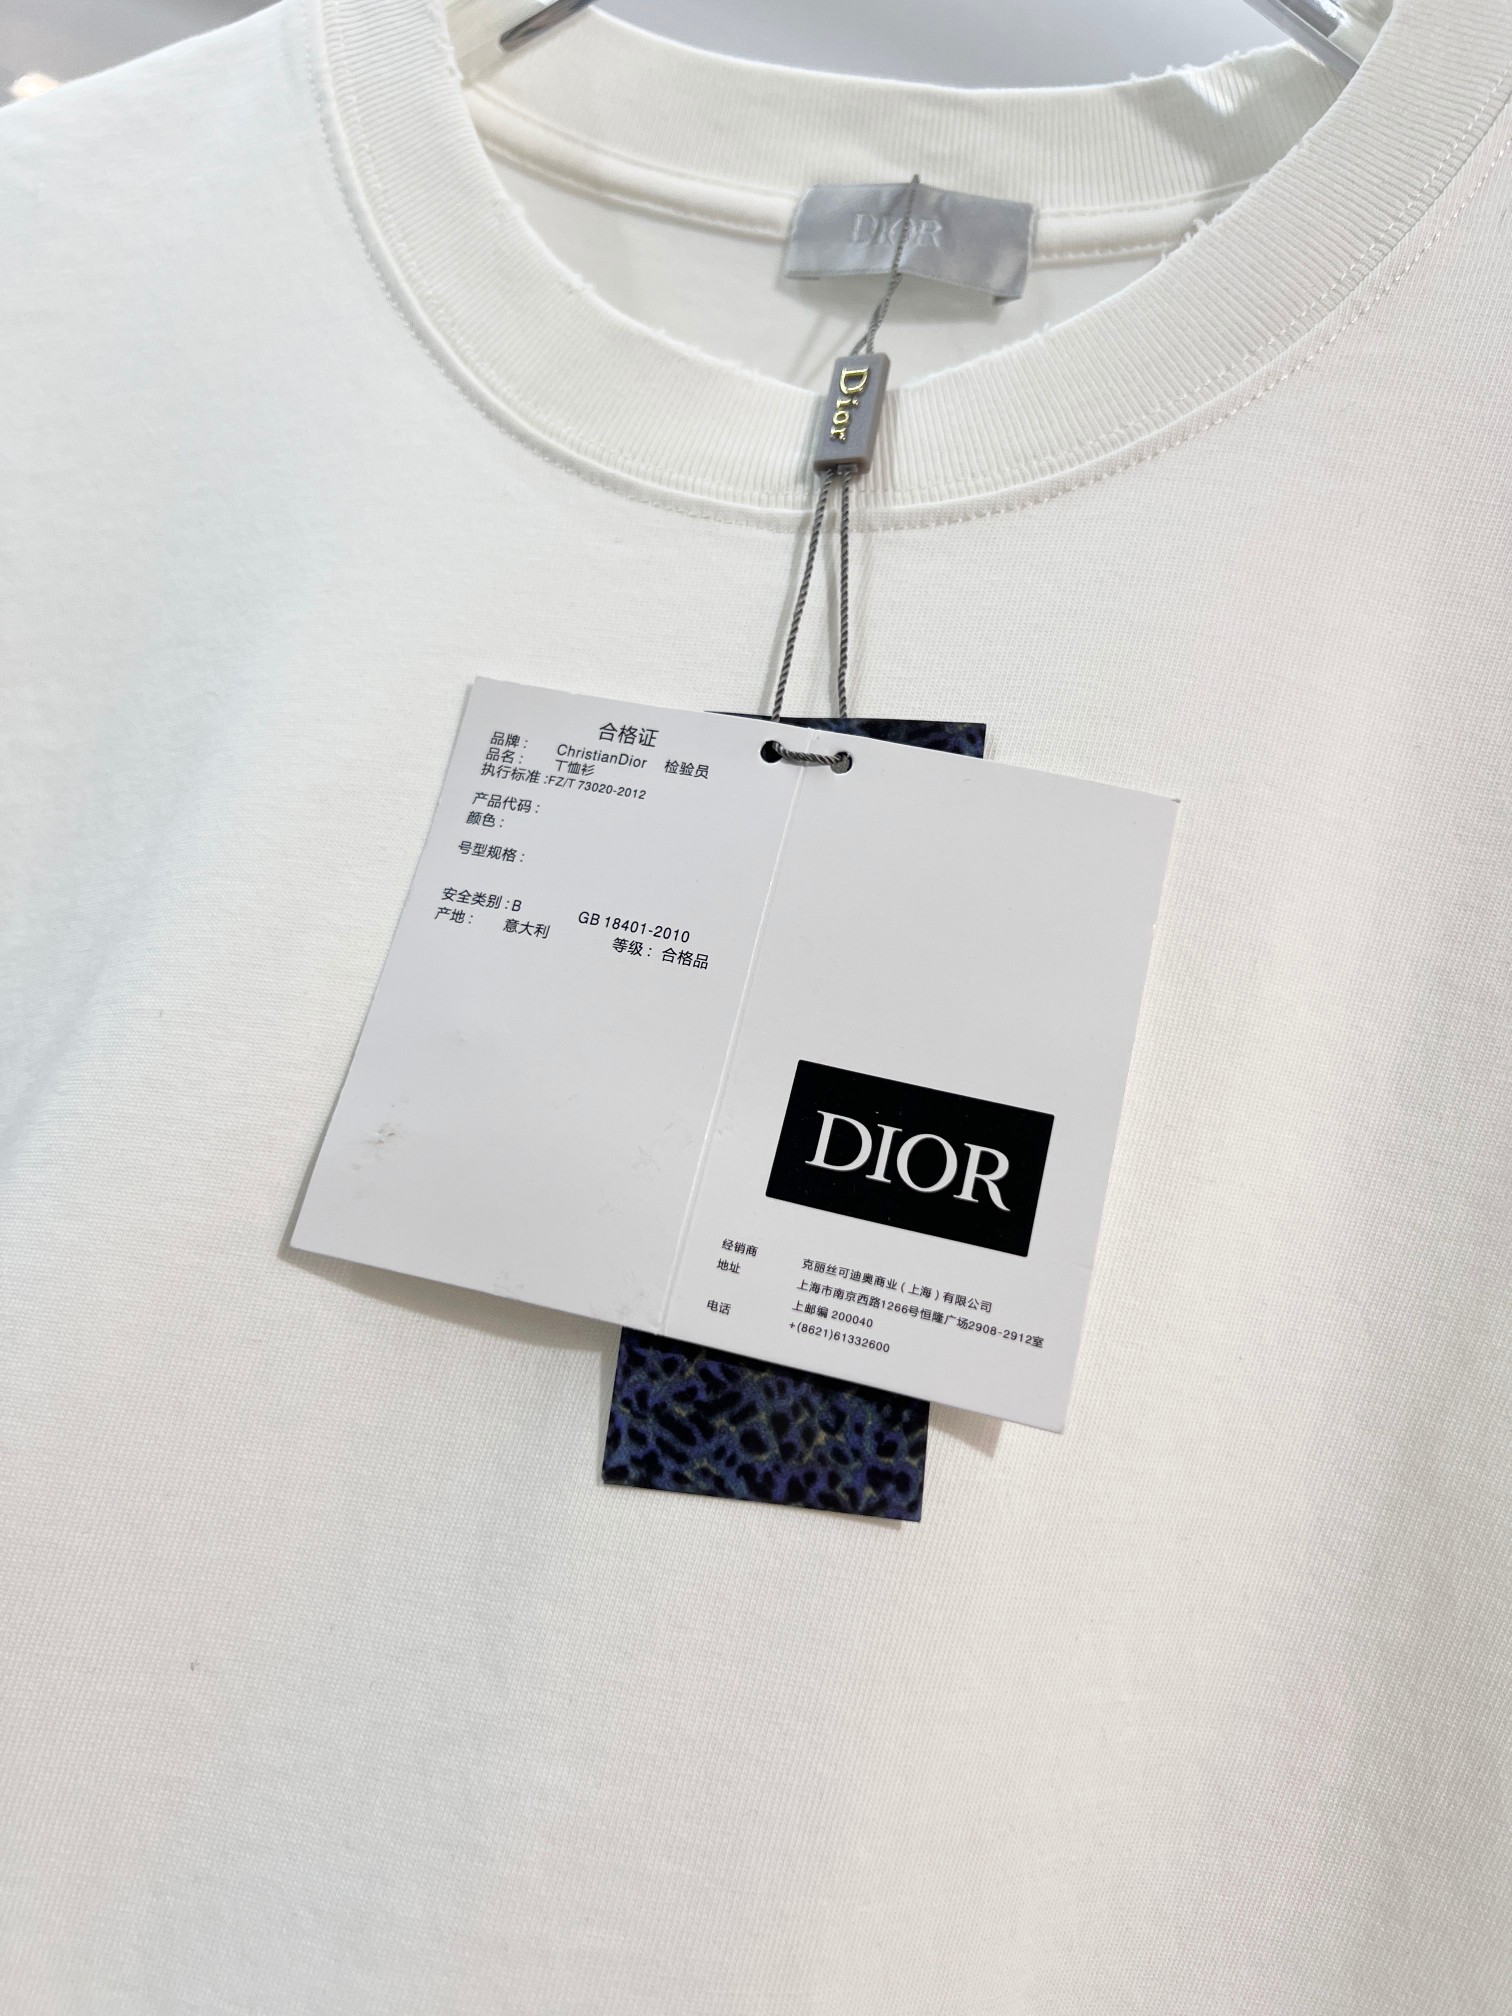 DIOR
Dior
合格证
品牌： ChristianDior 检验员
品名： T恤衫
执行标准:FZ/T 73020-2012
产品代码：
颜色：
号型规格：
安全类别:B GB 18401-2010
产地： 意大利 等级：合格品
DIOR
经销商 克丽丝可迪奥商业（上海）有限公司
地址 上海市南京西路1266号恒隆广场2908-2912室
上邮编 200040
电话 +(8621)61332600